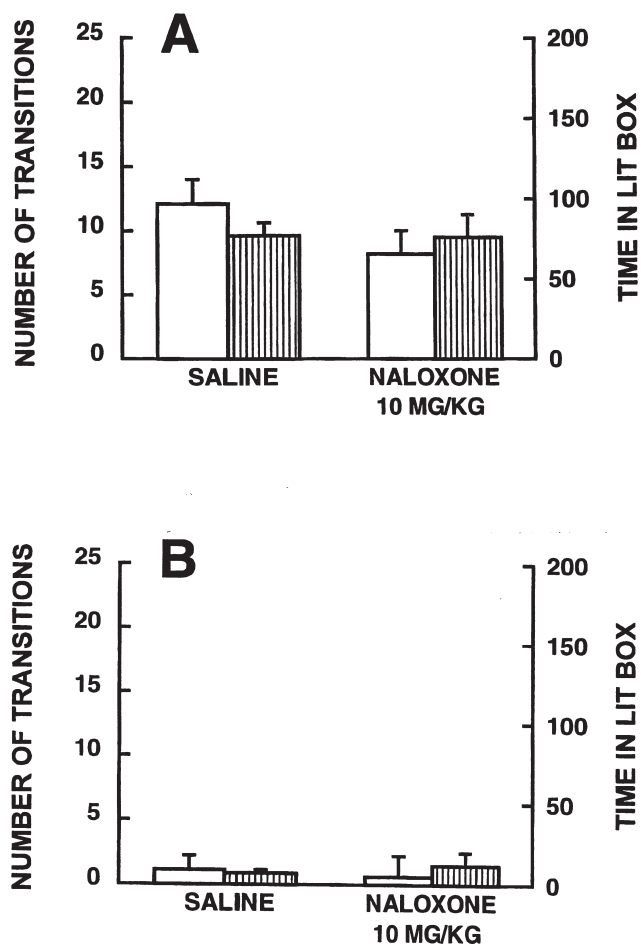 A
NUMBER OF TRANSITIONS
25
20
15
10
5
0
200
150
100
50
0
TIME IN LIT BOX
SALINE
NALOXONE
10 MG/KG
B
NUMBER OF TRANSITIONS
25
20
15
10
5
0
200
150
100
50
0
TIME IN LIT BOX
SALINE
NALOXONE
10 MG/KG